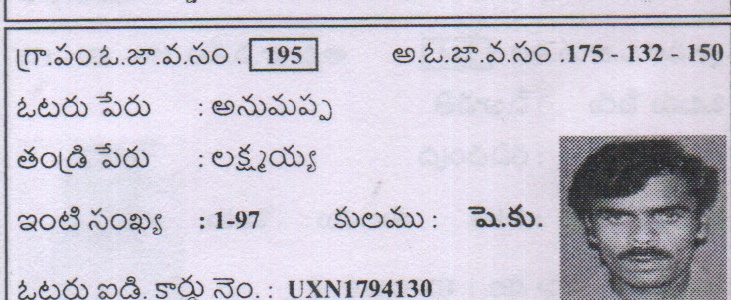 గ్రా.పం.ఓ.జా.వ.సం . 195 అ.ఓ.జా.వ.సం .175 - 132 - 150
ఓటరు పేరు : అనుమప్ప
తండ్రి పేరు : లక్ష్మయ్య
ఇంటి సంఖ్య : 1-97 కులము : షె.కు.
ఓటరు ఐడి. కార్డు నెం. : UXN1794130